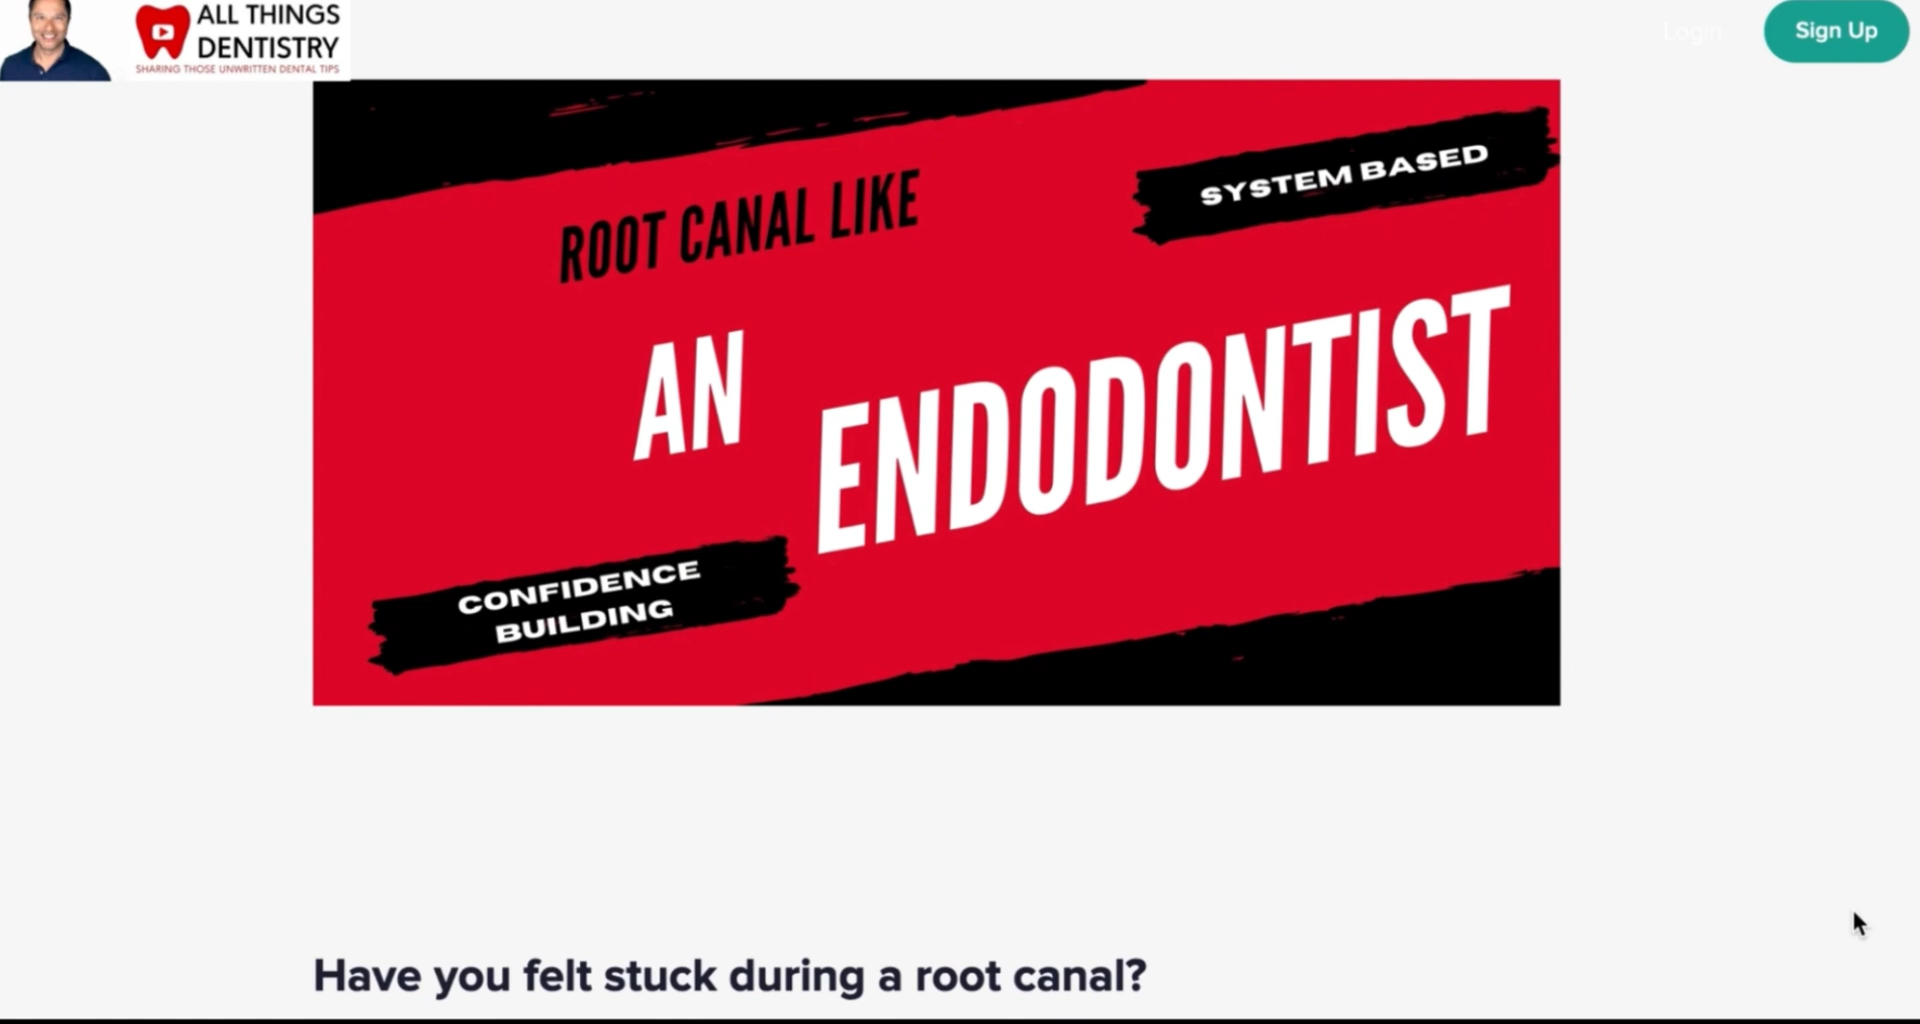 ALL THINGS
DENTISTRY
SHARING THOSE UNWRITTEN DENTAL TIPS
Login
Sign Up
SYSTEM BASED
ROOT CANAL LIKE
AN
ENDODONTIST
CONFIDENCE
BUILDING
Have you felt stuck during a root canal?